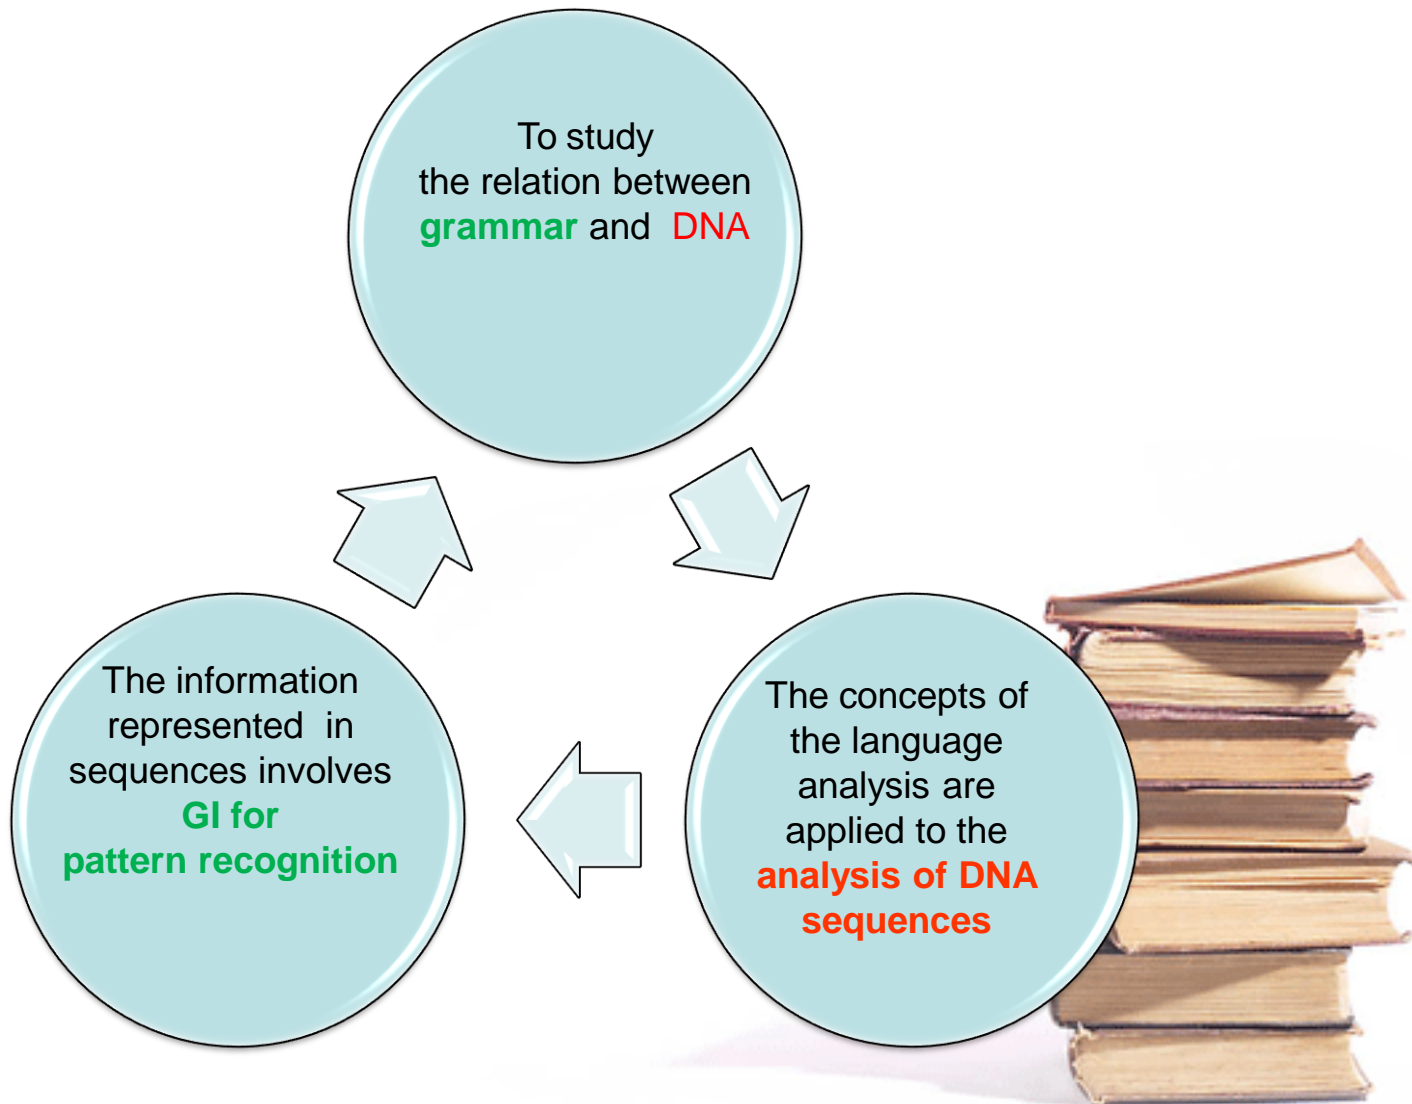 To study
the relation between
grammar and DNA
The information
represented in
sequences involves
GI for
pattern recognition
The concepts of
the language
analysis are
applied to the
analysis of DNA
sequences